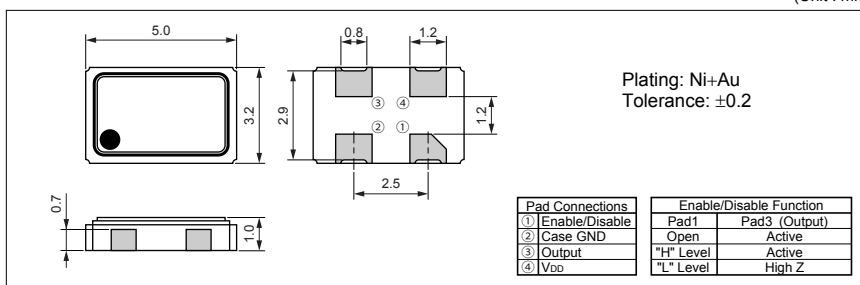 5.0
0.8
1.2
3.2
2.9
③ ④
② ①
1.2
2.5
0.7
1.0
Plating: Ni+Au
Tolerance: ±0.2
Pad Connections
① Enable/Disable
② Case GND
③ Output
④ VDD
Enable/Disable Function
Pad1 Pad3 (Output)
Open Active
"H" Level Active
"L" Level High Z